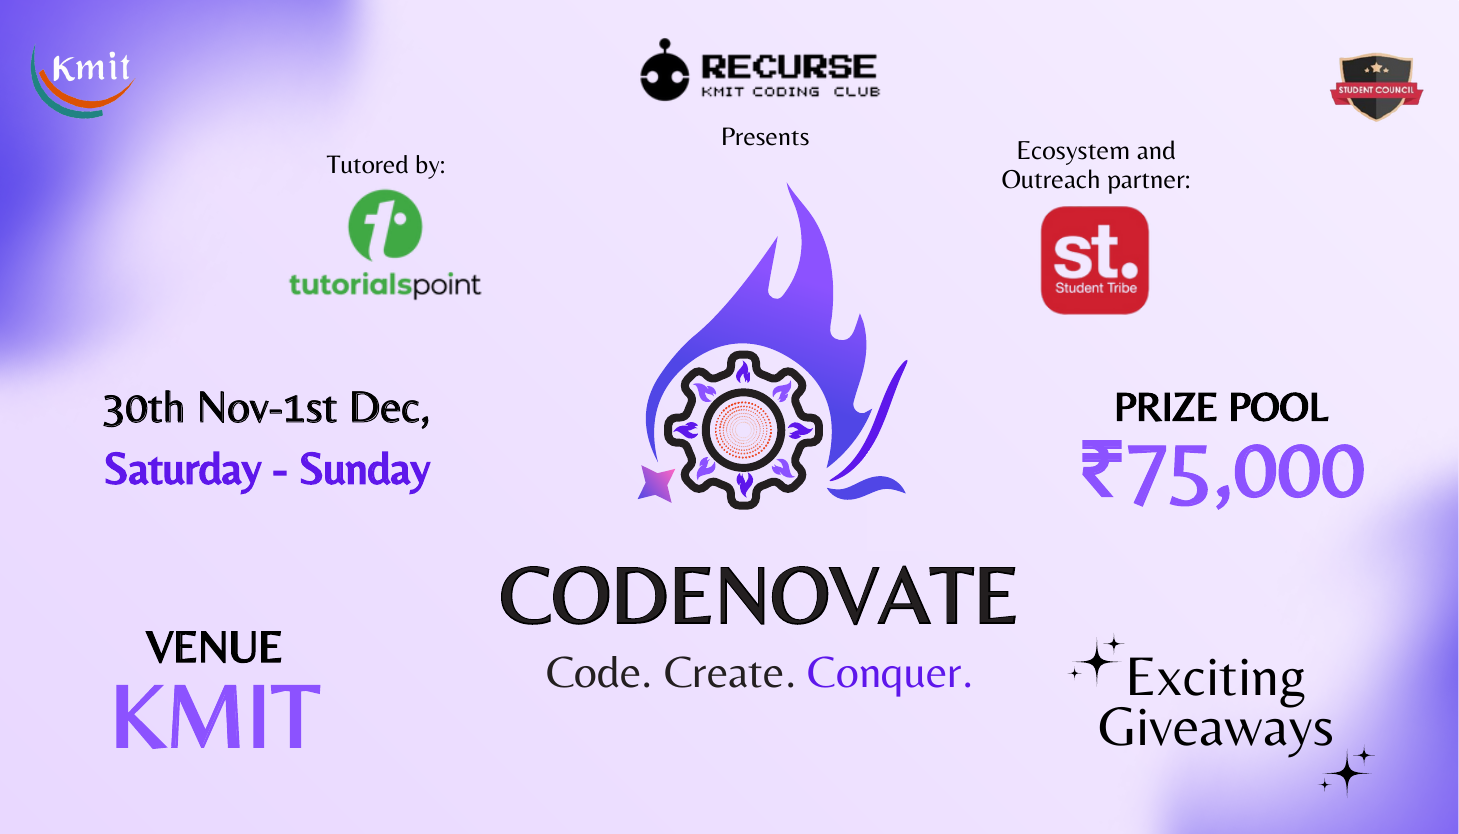 Kmit
RECURSE
KMIT CODING CLUB
STUDENT COUNCIL
Presents
Tutored by:
tutorialspoint
Ecosystem and
Outreach partner:
st.
Student Tribe
30th Nov-1st Dec,
Saturday - Sunday
PRIZE POOL
₹75,000
CODENOVATE
Code. Create. Conquer.
VENUE
KMIT
Exciting
Giveaways